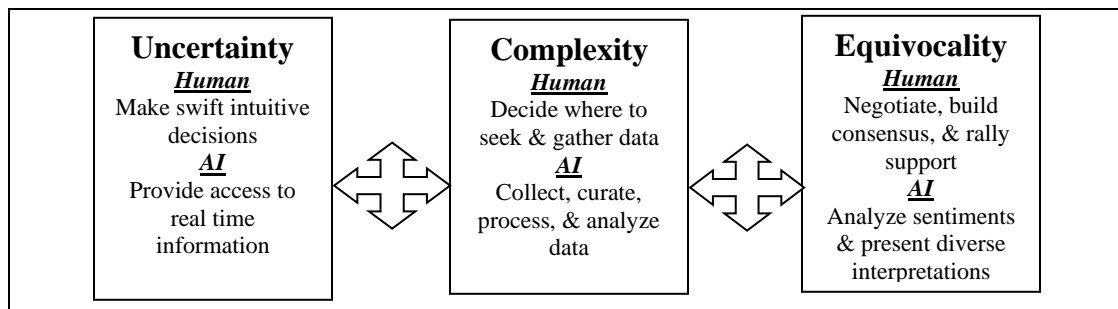 Uncertainty
Human
Make swift intuitive
decisions
AI
Provide access to
real time
information
Complexity
Human
Decide where to
seek & gather data
AI
Collect, curate,
process, & analyze
data
Equivocality
Human
Negotiate, build
consensus, & rally
support
AI
Analyze sentiments
& present diverse
interpretations